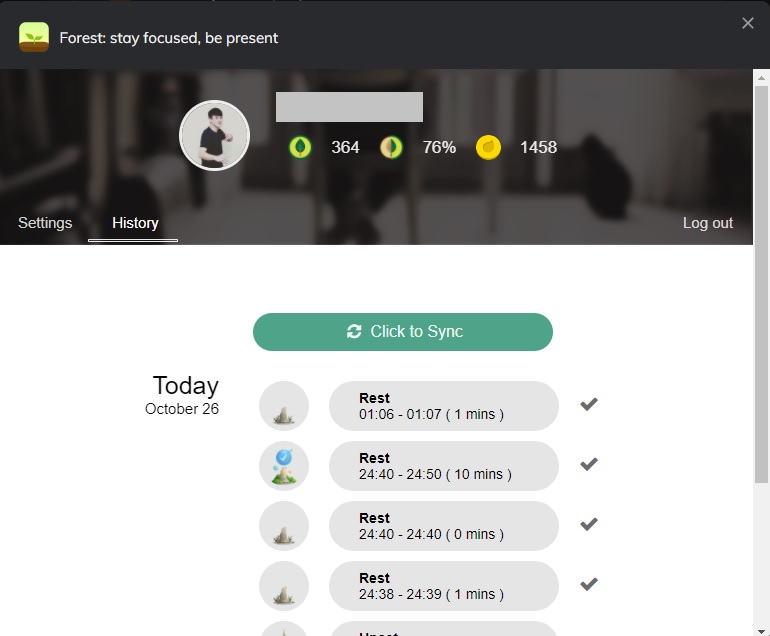 Forest: stay focused, be present
364 76% 1458
Settings History Log out
Click to Sync
Today
October 26
Rest
01:06 - 01:07 ( 1 mins )
Rest
24:40 - 24:50 ( 10 mins )
Rest
24:40 - 24:40 ( 0 mins )
Rest
24:38 - 24:39 ( 1 mins )